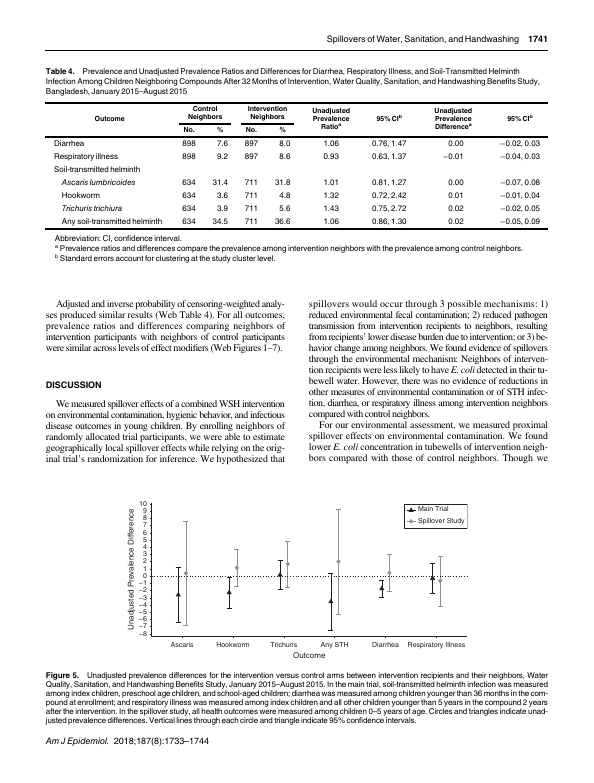 Spillovers of Water, Sanitation, and Handwashing 1741
Table 4. Prevalence and Unadjusted Prevalence Ratios and Differences for Diarrhea, Respiratory Illness, and Soil-Transmitted Helminth
Infection Among Children Neighboring Compounds After 32 Months of Intervention, Water Quality, Sanitation, and Handwashing Benefits Study,
Bangladesh, January 2015–August 2015
Outcome Control Neighbors Intervention Neighbors Unadjusted Prevalence Ratioᵃ 95% CIᵇ Unadjusted Prevalence Differenceᵃ 95% CIᵇ
No. % No. %
Diarrhea 898 7.6 897 8.0 1.06 0.76, 1.47 0.00 −0.02, 0.03
Respiratory illness 898 9.2 897 8.6 0.93 0.63, 1.37 −0.01 −0.04, 0.03
Soil-transmitted helminth
Ascaris lumbricoides 634 31.4 711 31.8 1.01 0.81, 1.27 0.00 −0.07, 0.08
Hookworm 634 3.6 711 4.8 1.32 0.72, 2.42 0.01 −0.01, 0.04
Trichuris trichiura 634 3.9 711 5.6 1.43 0.75, 2.72 0.02 −0.02, 0.05
Any soil-transmitted helminth 634 34.5 711 36.6 1.06 0.86, 1.30 0.02 −0.05, 0.09
Abbreviation: CI, confidence interval.
ᵃ Prevalence ratios and differences compare the prevalence among intervention neighbors with the prevalence among control neighbors.
ᵇ Standard errors account for clustering at the study cluster level.
Adjusted and inverse probability of censoring-weighted analy-
ses produced similar results (Web Table 4). For all outcomes,
prevalence ratios and differences comparing neighbors of
intervention participants with neighbors of control participants
were similar across levels of effect modifiers (Web Figures 1–7).
DISCUSSION
We measured spillover effects of a combined WSH intervention
on environmental contamination, hygienic behavior, and infectious
disease outcomes in young children. By enrolling neighbors of
randomly allocated trial participants, we were able to estimate
geographically local spillover effects while relying on the orig-
inal trial's randomization for inference. We hypothesized that
spillovers would occur through 3 possible mechanisms: 1)
reduced environmental fecal contamination; 2) reduced pathogen
transmission from intervention recipients to neighbors, resulting
from recipients' lower disease burden due to intervention; or 3) be-
havior change among neighbors. We found evidence of spillovers
through the environmental mechanism: Neighbors of interven-
tion recipients were less likely to have E. coli detected in their tu-
bewell water. However, there was no evidence of reductions in
other measures of environmental contamination or of STH infec-
tion, diarrhea, or respiratory illness among intervention neighbors
compared with control neighbors.
For our environmental assessment, we measured proximal
spillover effects on environmental contamination. We found
lower E. coli concentration in tubewells of intervention neigh-
bors compared with those of control neighbors. Though we
Unadjusted Prevalence Difference
10
9
8
7
6
5
4
3
2
1
0
−1
−2
−3
−4
−5
−6
−7
−8
Main Trial
Spillover Study
Ascaris Hookworm Trichuris Any STH Diarrhea Respiratory Illness
Outcome
Figure 5. Unadjusted prevalence differences for the intervention versus control arms between intervention recipients and their neighbors, Water
Quality, Sanitation, and Handwashing Benefits Study, January 2015–August 2015. In the main trial, soil-transmitted helminth infection was measured
among index children, preschool age children, and school-aged children; diarrhea was measured among children younger than 36 months in the com-
pound at enrollment; and respiratory illness was measured among index children and all other children younger than 5 years in the compound 2 years
after the intervention. In the spillover study, all health outcomes were measured among children 0–5 years of age. Circles and triangles indicate unad-
justed prevalence differences. Vertical lines through each circle and triangle indicate 95% confidence intervals.
Am J Epidemiol. 2018;187(8):1733–1744